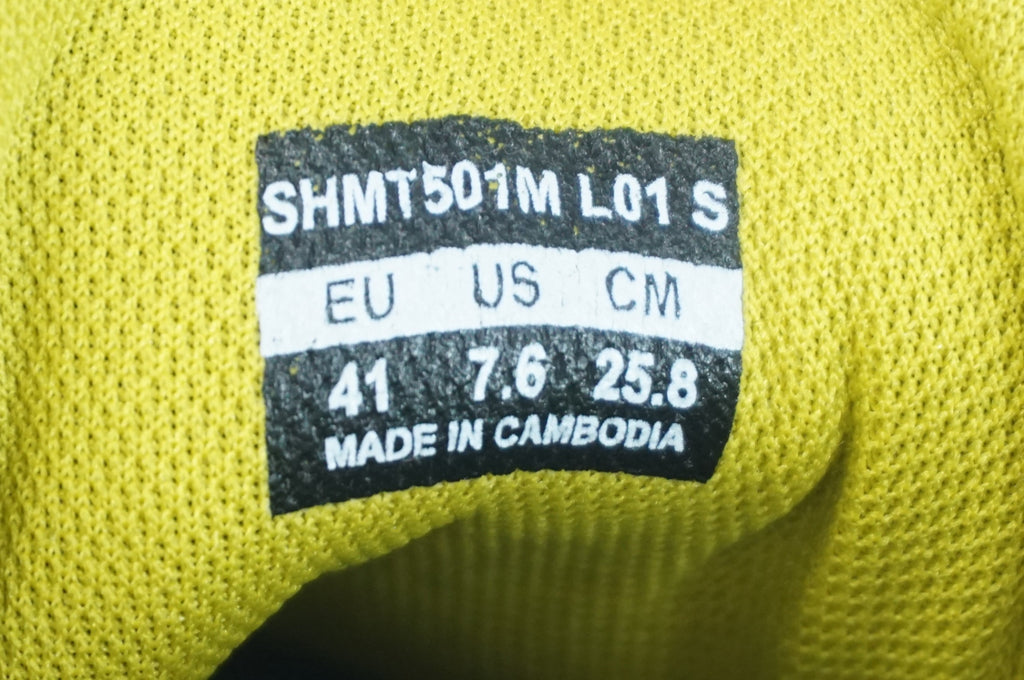 SHMT501M L01 S
EU US CM
41 7.6 25.8
MADE IN CAMBODIA